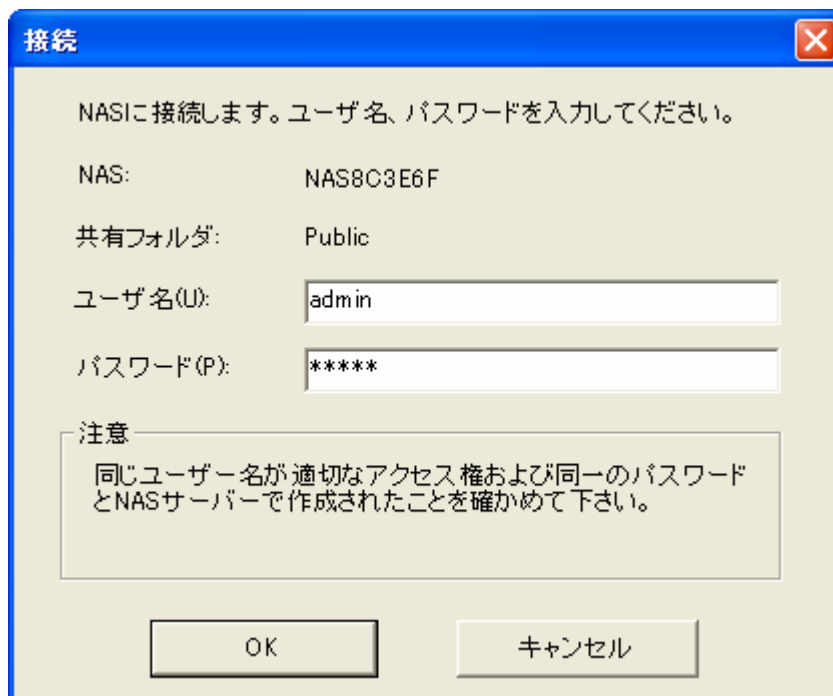 接続
NASに接続します。ユーザ名、パスワードを入力してください。
NAS: NAS8C3E6F
共有フォルダ: Public
ユーザ名(U): admin
パスワード(P): *****
注意
同じユーザー名が適切なアクセス権および同一のパスワード
とNASサーバーで作成されたことを確かめて下さい。
OK キャンセル